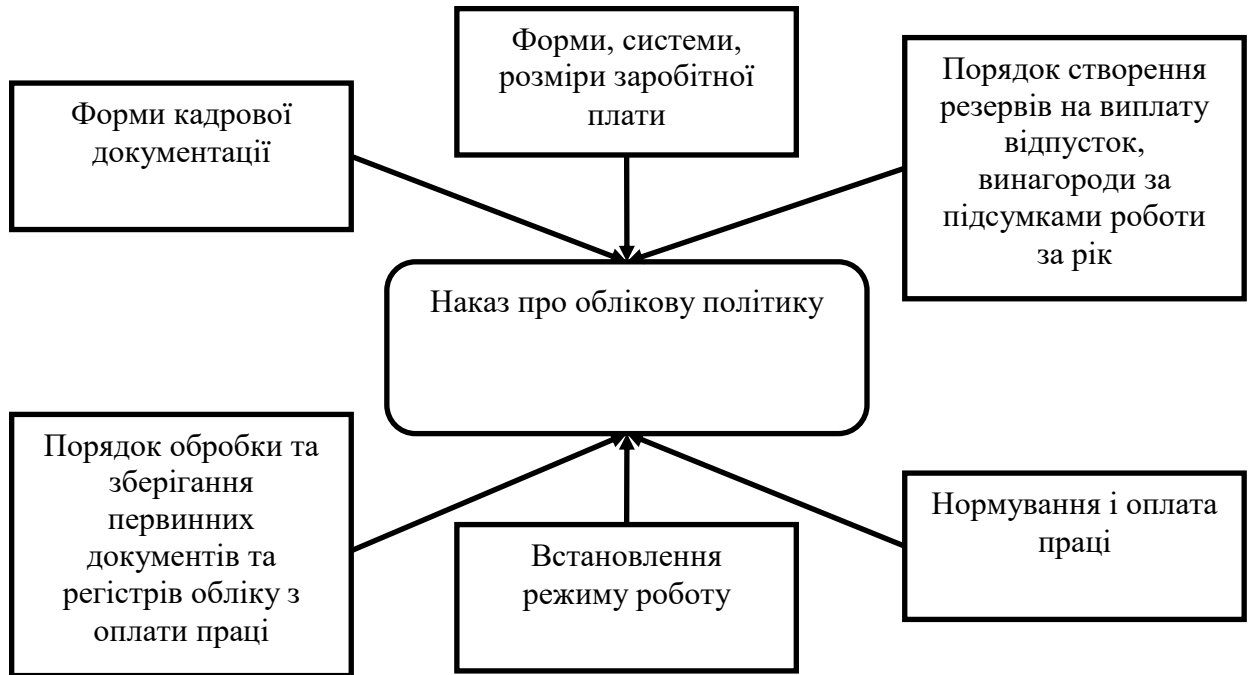 Форми кадрової
документації
Форми, системи,
розміри заробітної
плати
Порядок створення
резервів на виплату
відпусток,
винагороди за
підсумками роботи
за рік
Наказ про облікову політику
Порядок обробки та
зберігання
первинних
документів та
регістрів обліку з
оплати праці
Встановлення
режиму роботу
Нормування і оплата
праці